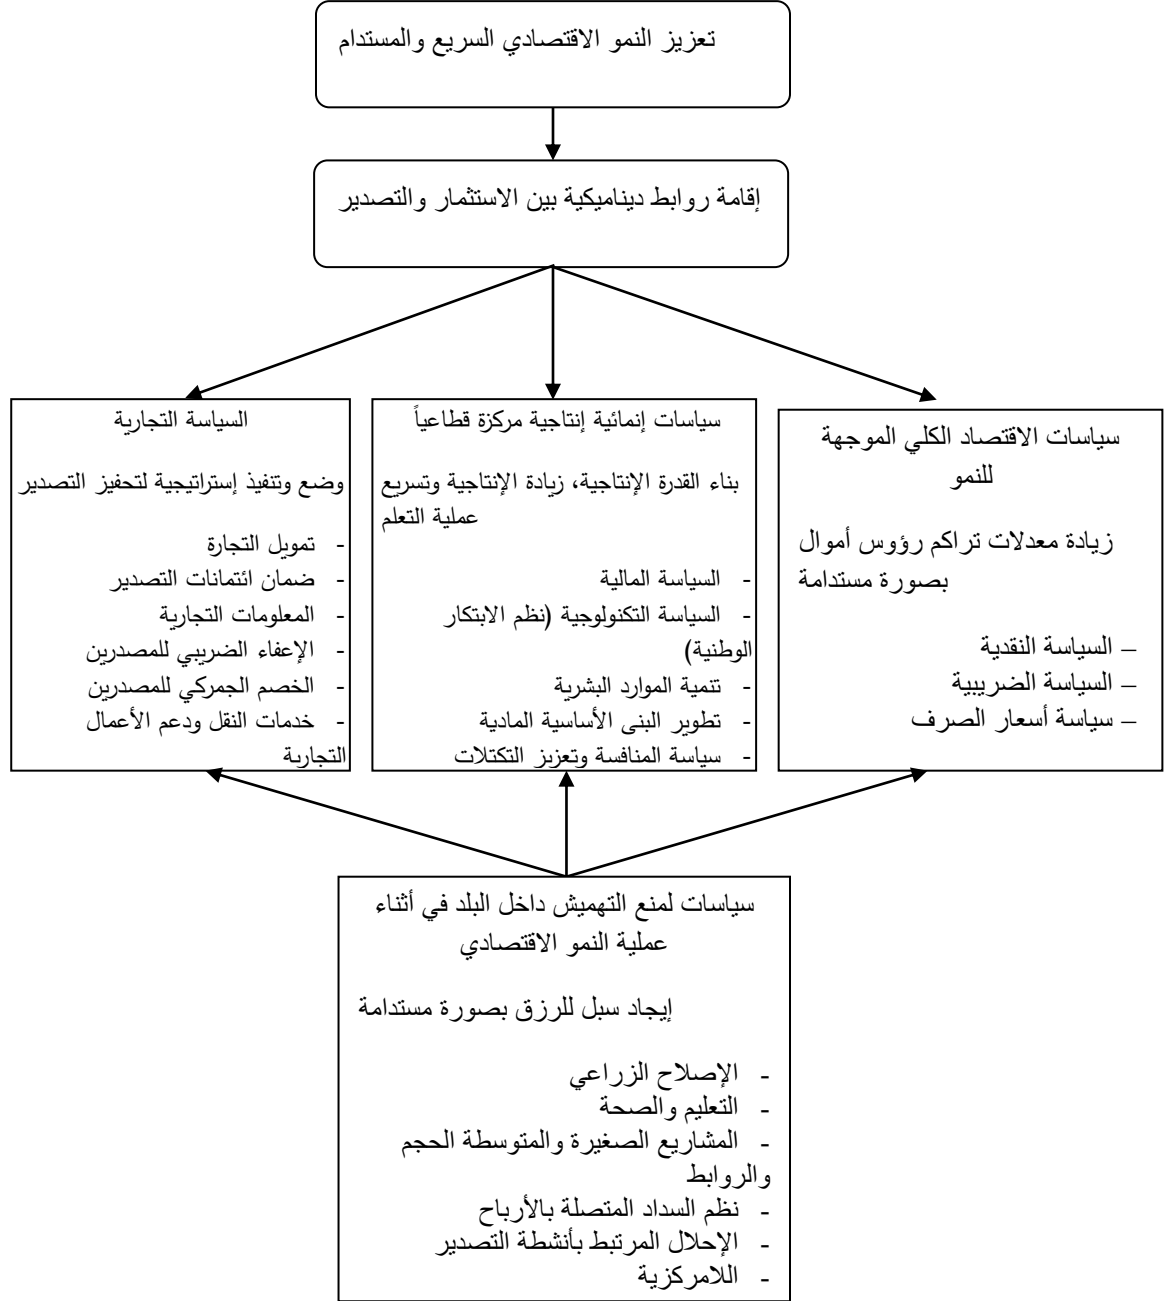 تعزيز النمو الاقتصادي السريع والمستدام
إقامة روابط ديناميكية بين الاستثمار والتصدير
سياسات الاقتصاد الكلي الموجهة
للنمو
زيادة معدلات تراكم رؤوس أموال
بصورة مستدامة
– السياسة النقدية
– السياسة الضريبية
– سياسة أسعار الصرف
سياسات إنمائية إنتاجية مركزة قطاعياً
بناء القدرة الإنتاجية، زيادة الإنتاجية وتسريع
عملية التعلم
- السياسة المالية
- السياسة التكنولوجية (نظم الابتكار
الوطنية)
- تنمية الموارد البشرية
- تطوير البنى الأساسية المادية
- سياسة المنافسة وتعزيز التكتلات
السياسة التجارية
وضع وتنفيذ إستراتيجية لتحفيز التصدير
- تمويل التجارة
- ضمان ائتمانات التصدير
- المعلومات التجارية
- الإعفاء الضريبي للمصدرين
- الخصم الجمركي للمصدرين
- خدمات النقل ودعم الأعمال
التجارية
سياسات لمنع التهميش داخل البلد في أثناء
عملية النمو الاقتصادي
إيجاد سبل للرزق بصورة مستدامة
- الإصلاح الزراعي
- التعليم والصحة
- المشاريع الصغيرة والمتوسطة الحجم
والروابط
- نظم السداد المتصلة بالأرباح
- الإحلال المرتبط بأنشطة التصدير
- اللامركزية